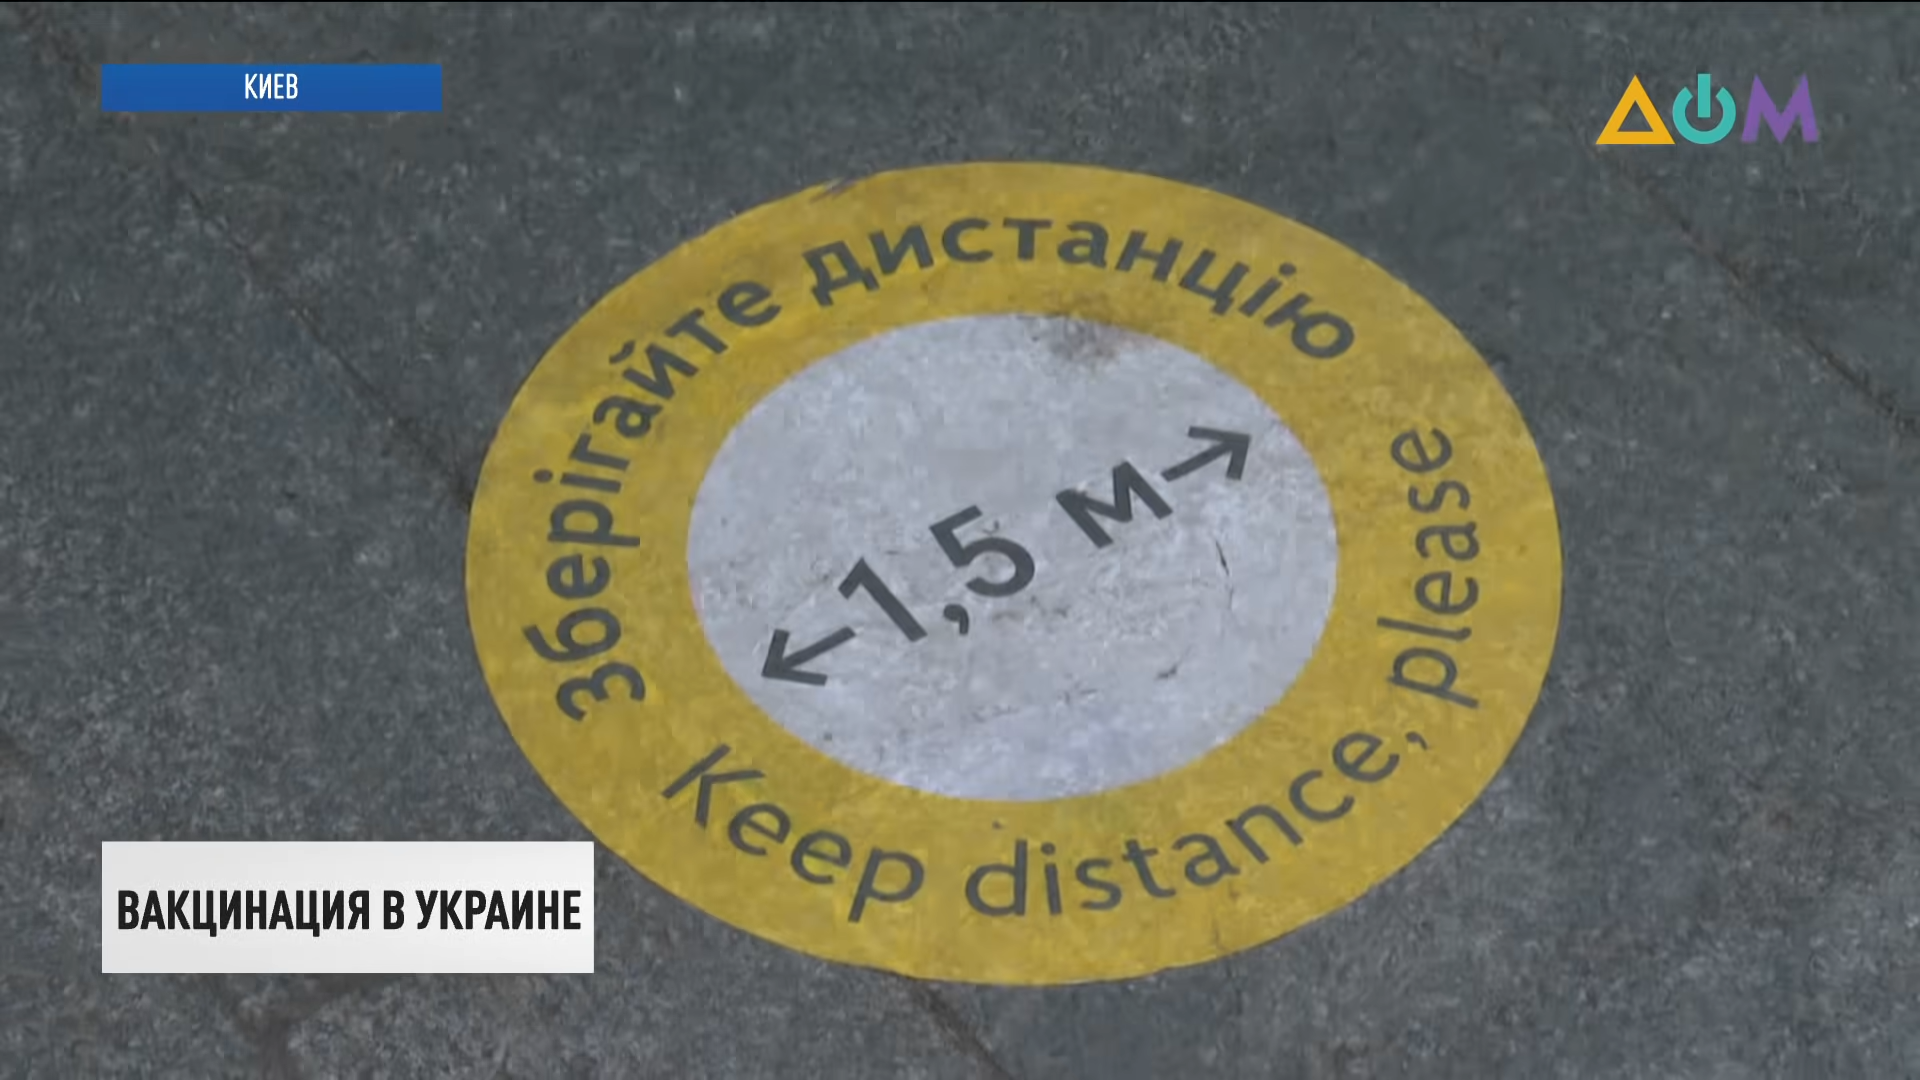 КИЕВ
ДОМ
Зберігайте дистанцію
1,5 м
Keep distance, please
ВАКЦИНАЦИЯ В УКРАИНЕ